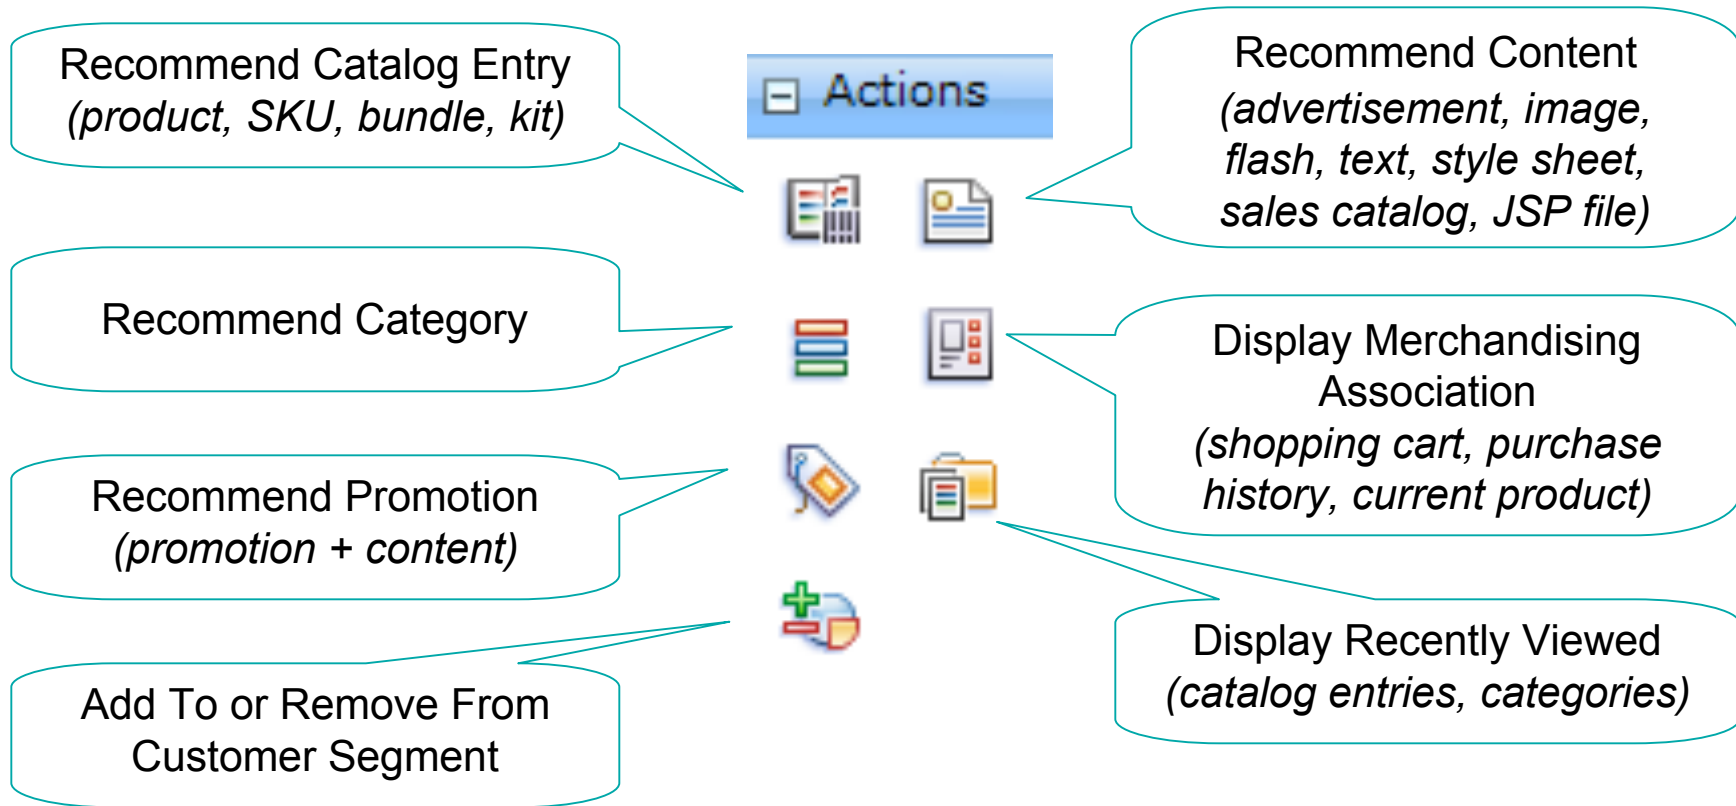 Recommend Catalog Entry
(product, SKU, bundle, kit)
Actions
Recommend Content
(advertisement, image,
flash, text, style sheet,
sales catalog, JSP file)
Recommend Category
Display Merchandising
Association
(shopping cart, purchase
history, current product)
Recommend Promotion
(promotion + content)
Add To or Remove From
Customer Segment
Display Recently Viewed
(catalog entries, categories)